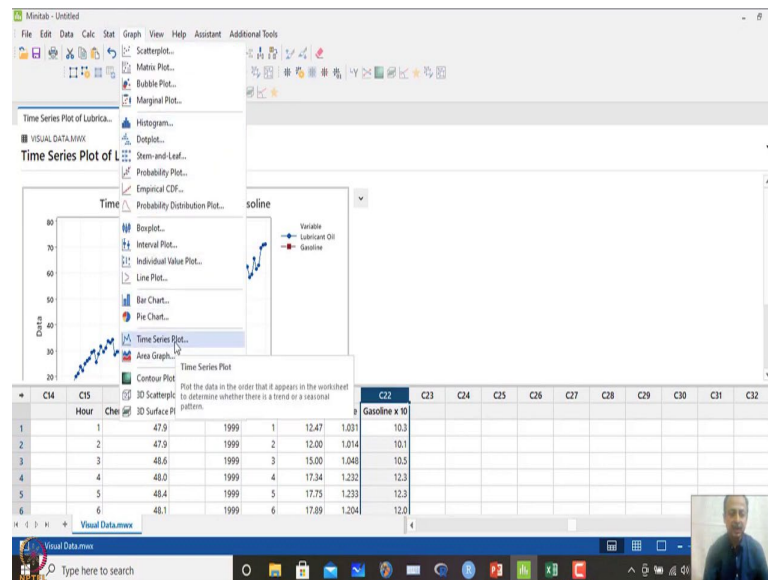 Minitab - Untitled
File Edit Data Calc Stat Graph View Help Assistant Additional Tools
Scatterplot...
Matrix Plot...
Bubble Plot...
Marginal Plot...
Histogram...
Dotplot...
Stem-and-Leaf...
Probability Plot...
Empirical CDF...
Probability Distribution Plot...
Boxplot...
Interval Plot...
Individual Value Plot...
Line Plot...
Bar Chart...
Pie Chart...
Time Series Plot...
Area Graph...
Contour Plot
3D Scatterplo
3D Surface Pl
Time Series Plot
Plot the data in the order that it appears in the worksheet
to determine whether there is a trend or a seasonal
pattern.
Time Series Plot of Lubrica...
VISUAL DATA.MWX
Time Series Plot of L
Time soline
Variable
Lubricant Oil
Gasoline
Data
80
70
60
50
40
30
20
C14 C15 C22 C23 C24 C25 C26 C27 C28 C29 C30 C31 C32
Hour Che Gasoline x 10
1 1 47.9 1999 1 12.47 1.031 10.3
2 2 47.9 1999 2 12.00 1.014 10.1
3 3 48.6 1999 3 15.00 1.048 10.5
4 4 48.0 1999 4 17.34 1.232 12.3
5 5 48.4 1999 5 17.75 1.233 12.3
6 6 48.1 1999 6 17.89 1.204 12.0
Visual Data.mwx
Visual Data.mwx
Type here to search
NPTEL